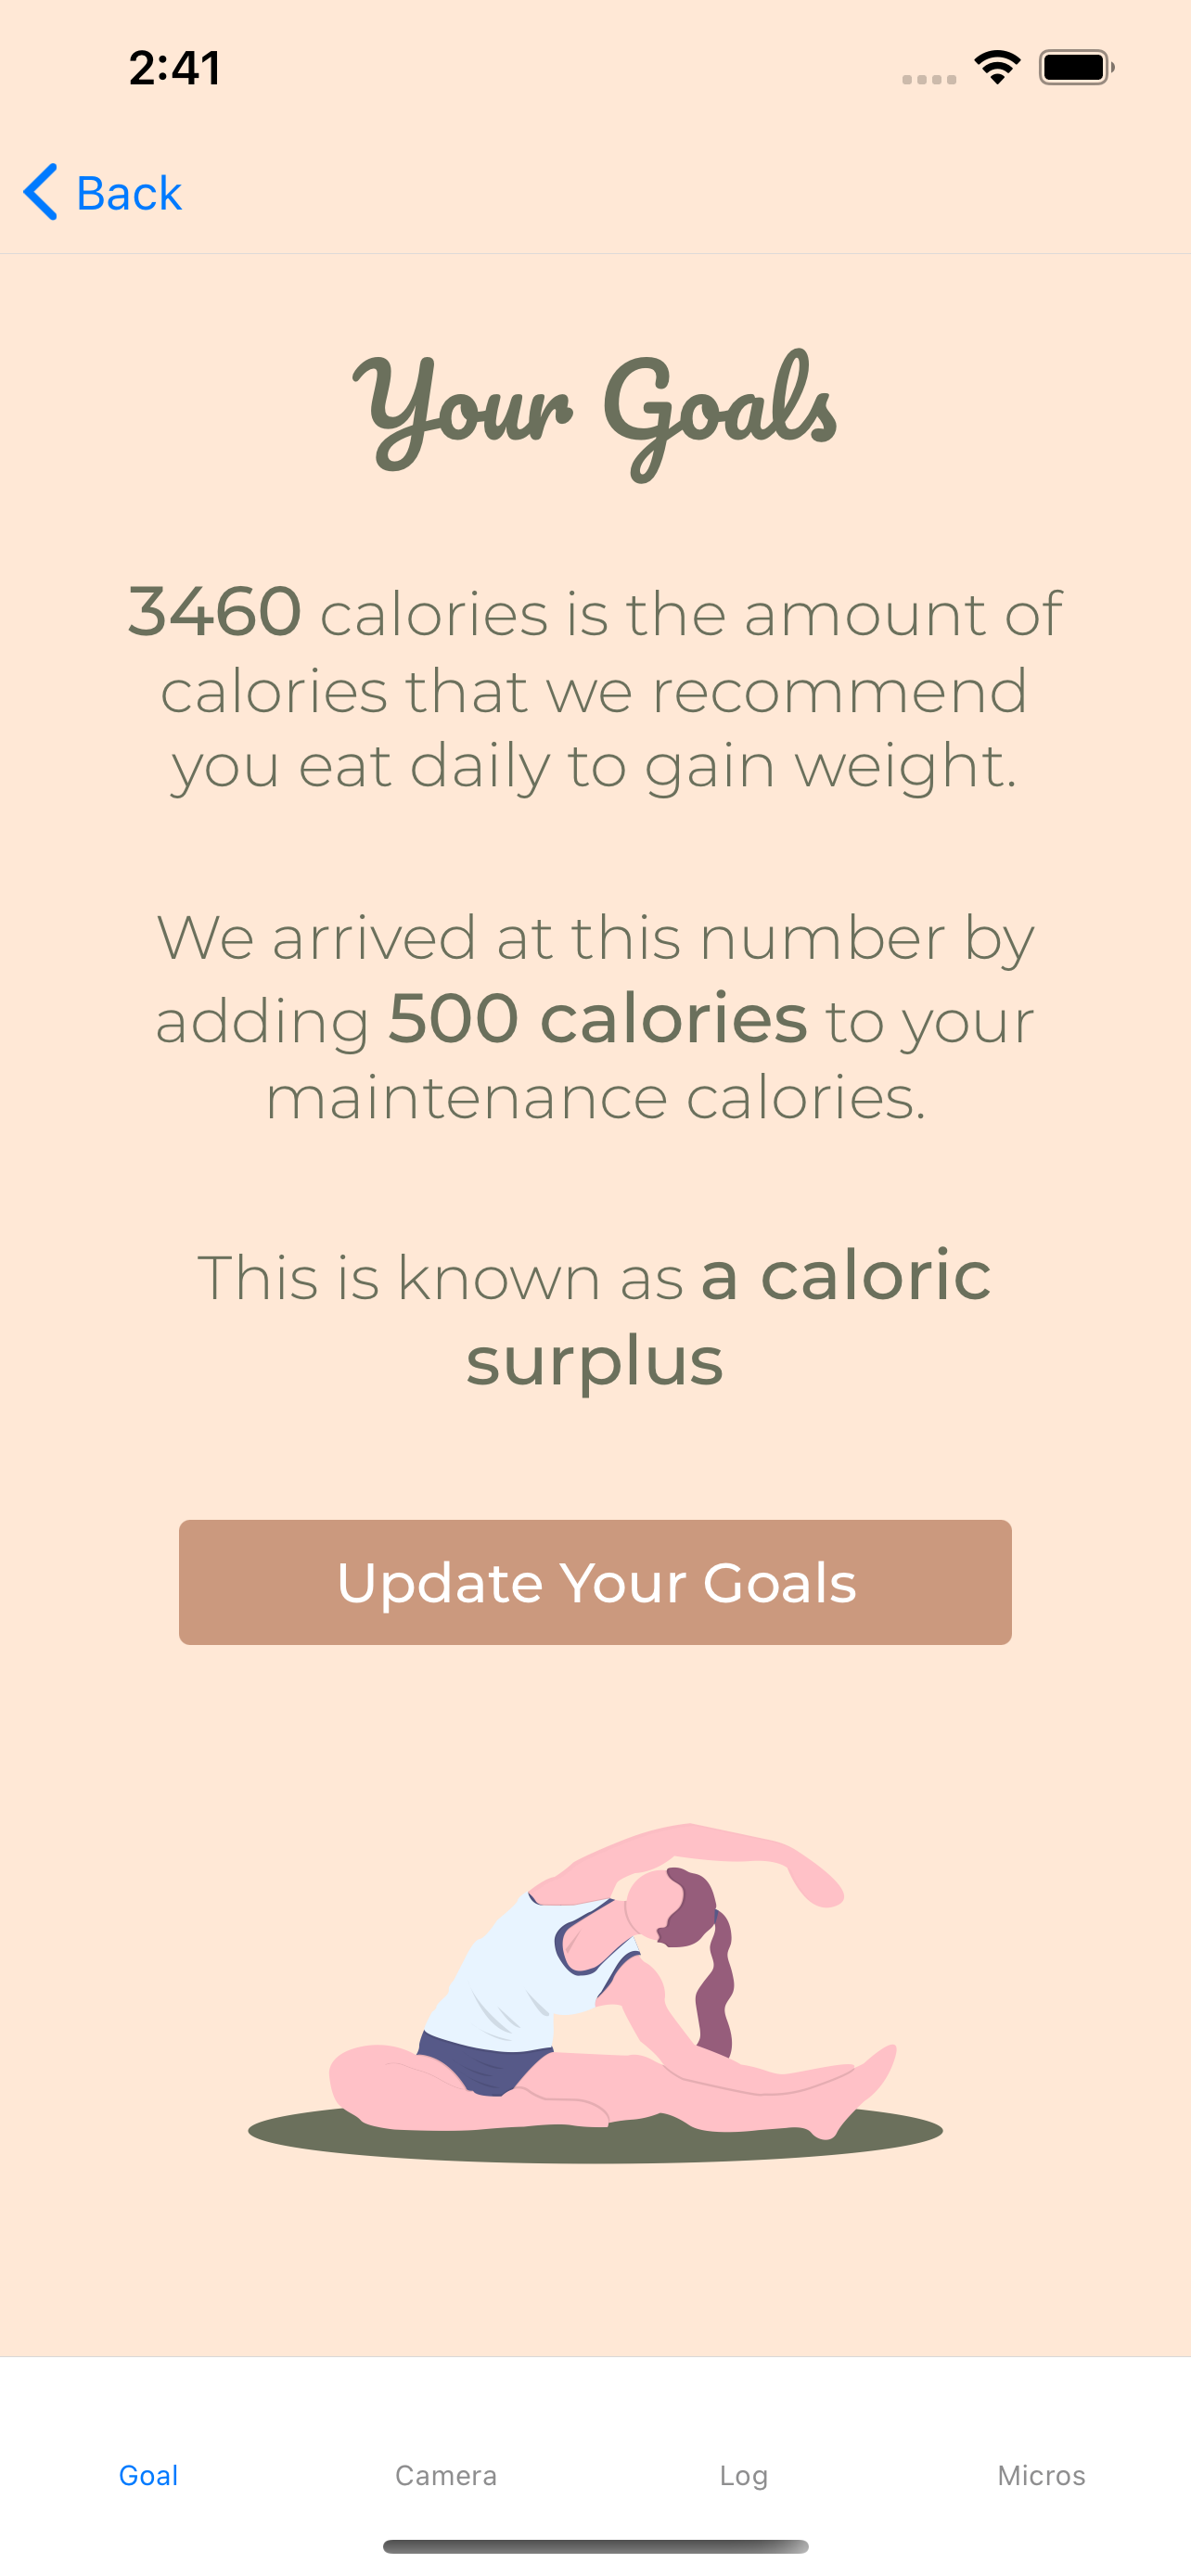 2:41
Back
Your Goals
3460 calories is the amount of
calories that we recommend
you eat daily to gain weight.
We arrived at this number by
adding 500 calories to your
maintenance calories.
This is known as a caloric
surplus
Update Your Goals
Goal Camera Log Micros